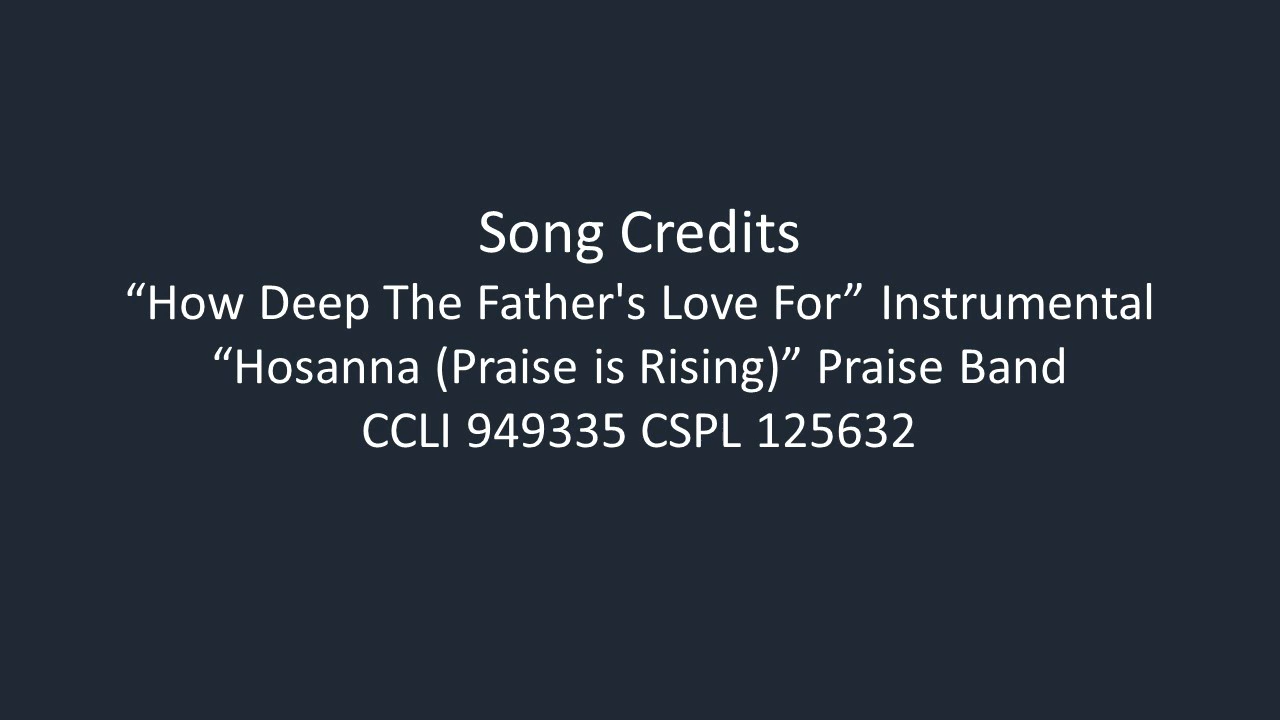 Song Credits
“How Deep The Father's Love For” Instrumental
“Hosanna (Praise is Rising)” Praise Band
CCLI 949335 CSPL 125632